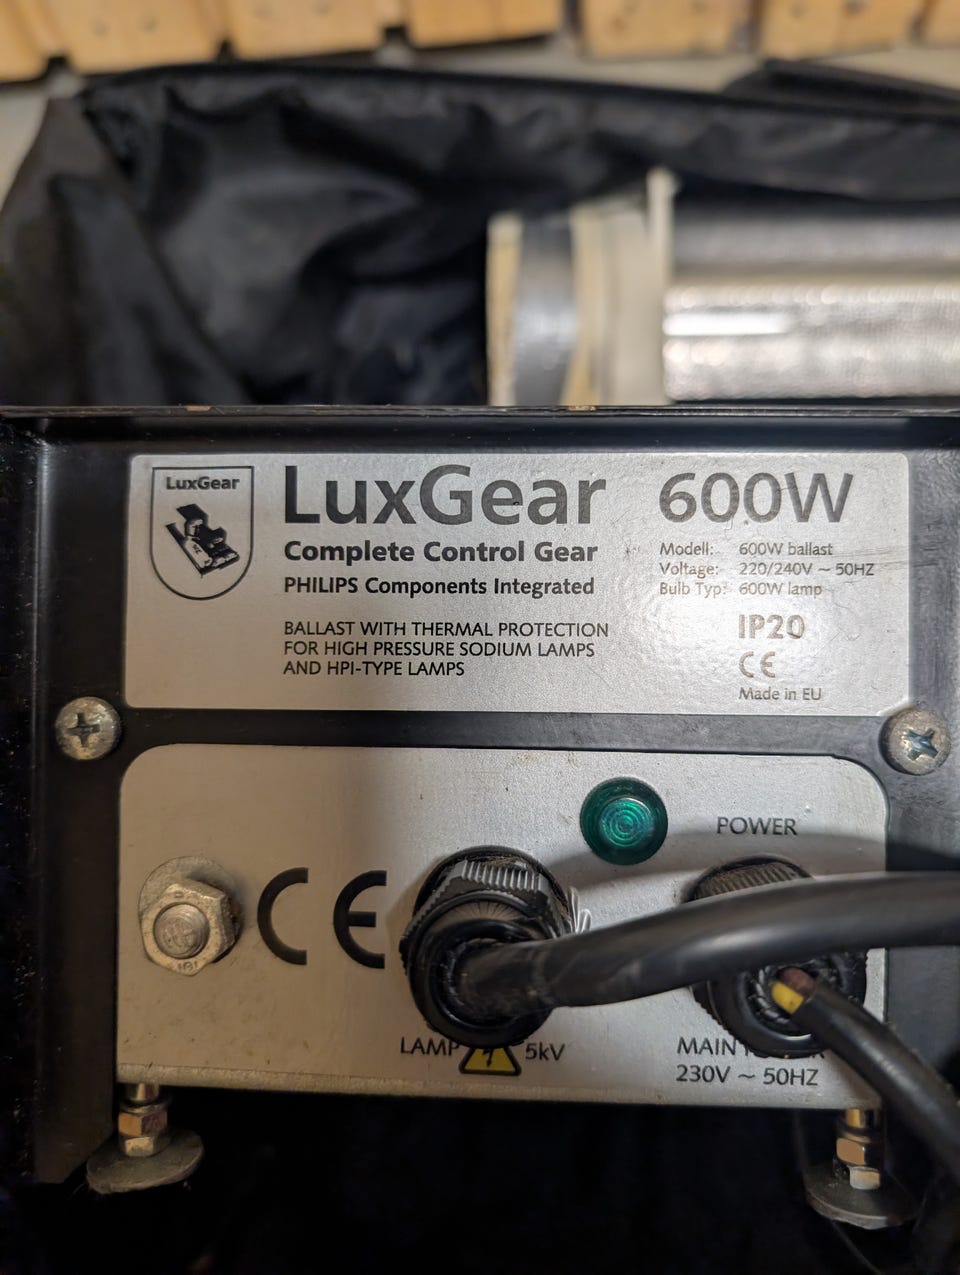 LuxGear
LuxGear
Complete Control Gear
PHILIPS Components Integrated
BALLAST WITH THERMAL PROTECTION
FOR HIGH PRESSURE SODIUM LAMPS
AND HPI-TYPE LAMPS
600W
Modell: 600W ballast
Voltage: 220/240V ~ 50HZ
Bulb Typ: 600W lamp
IP20
CE
Made in EU
POWER
CE
LAMP 5kV
MAIN
230V ~ 50HZ